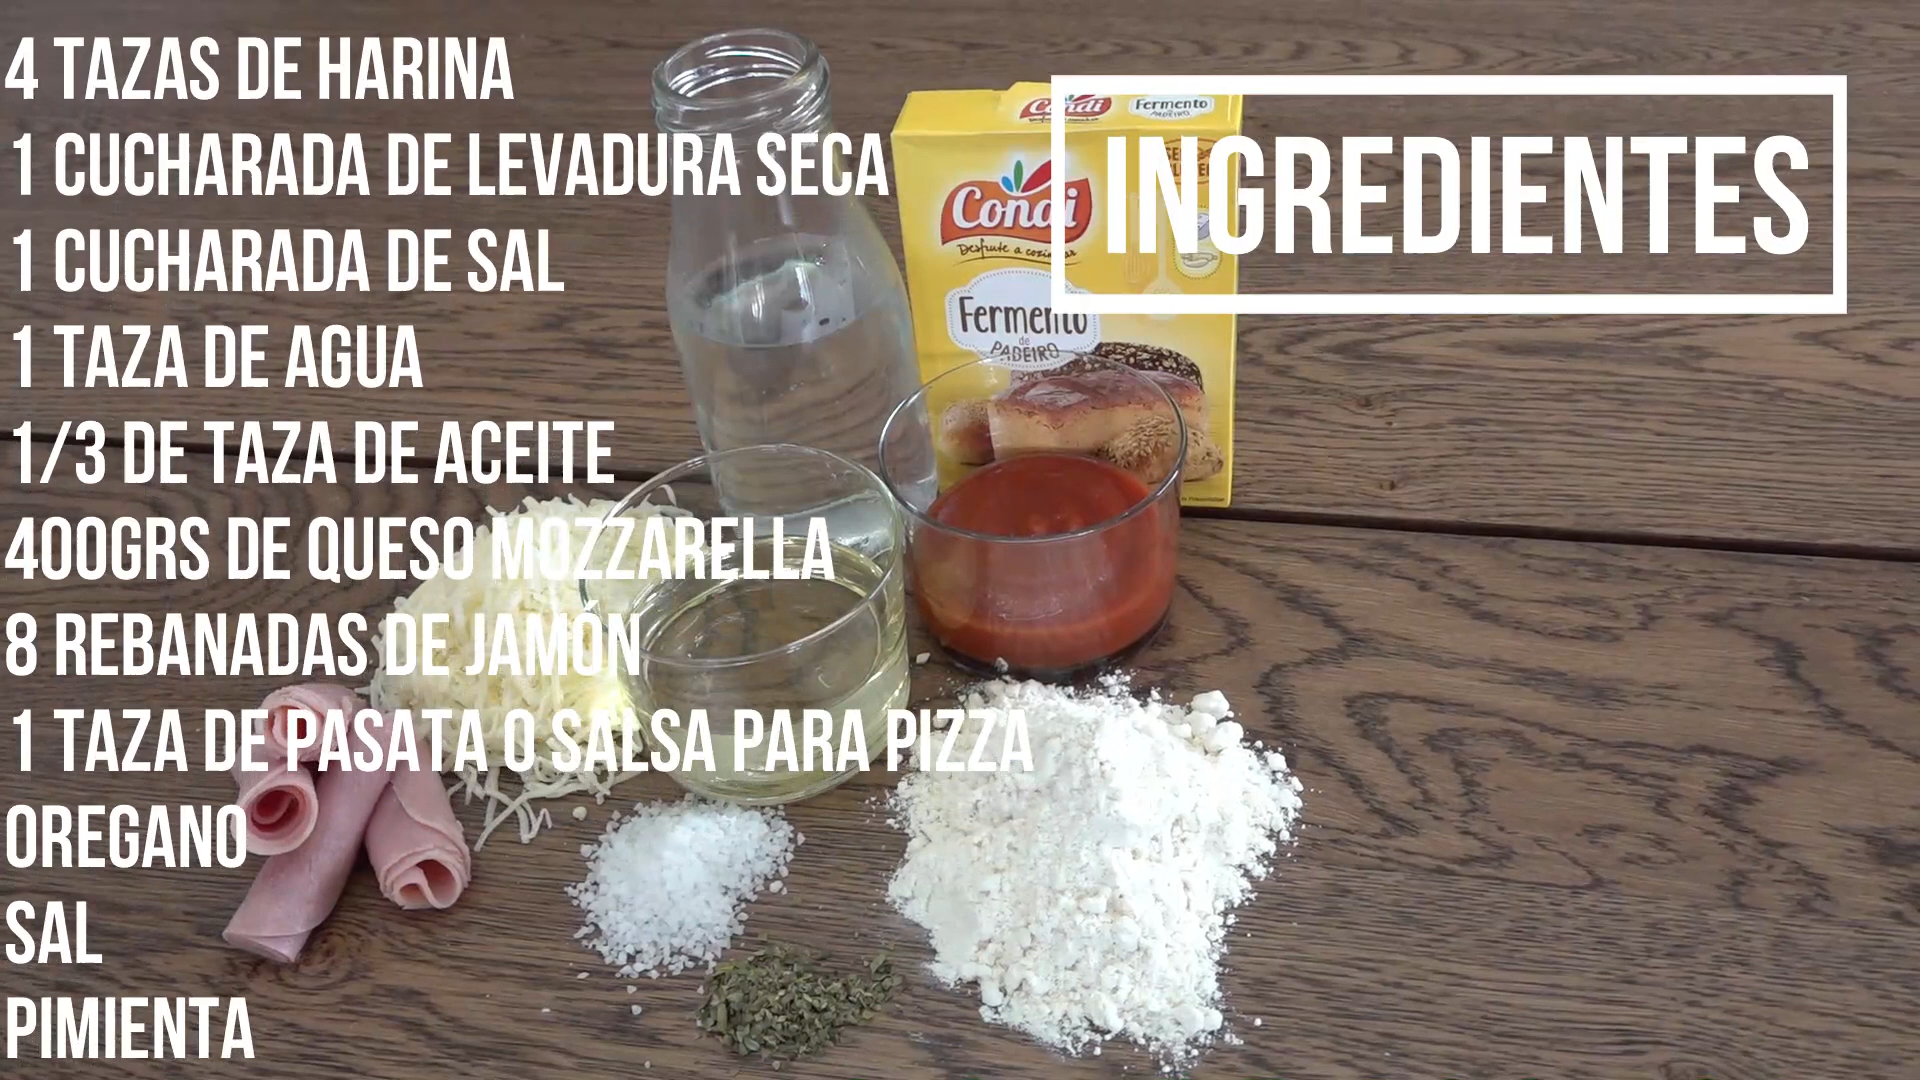 4 TAZAS DE HARINA
1 CUCHARADA DE LEVADURA SECA
1 CUCHARADA DE SAL
1 TAZA DE AGUA
1/3 DE TAZA DE ACEITE
400GRS DE QUESO MOZZARELLA
8 REBANADAS DE JAMÓN
1 TAZA DE PASATA O SALSA PARA PIZZA
OREGANO
SAL
PIMIENTA
INGREDIENTES
Condi
Fermento
PADEIRO
Condi
Desfrute a cozinhar
Fermento
de
PADEIRO